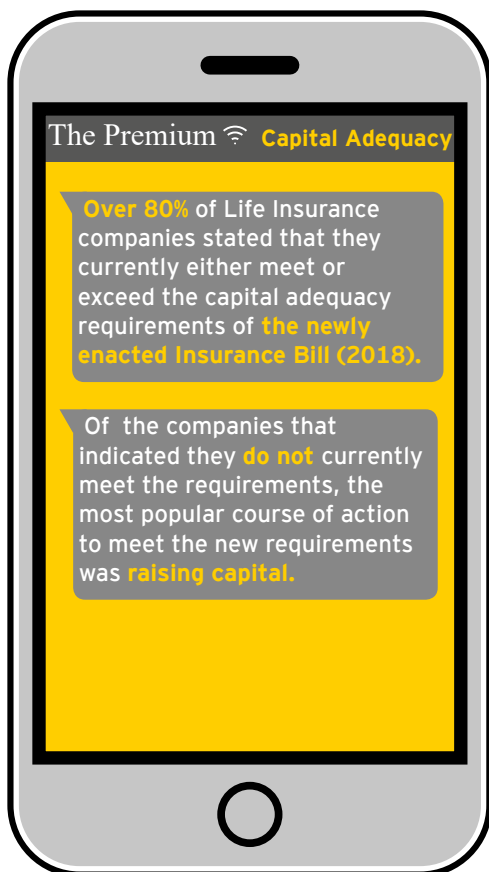 The Premium Capital Adequacy
Over 80% of Life Insurance
companies stated that they
currently either meet or
exceed the capital adequacy
requirements of the newly
enacted Insurance Bill (2018).
Of the companies that
indicated they do not currently
meet the requirements, the
most popular course of action
to meet the new requirements
was raising capital.